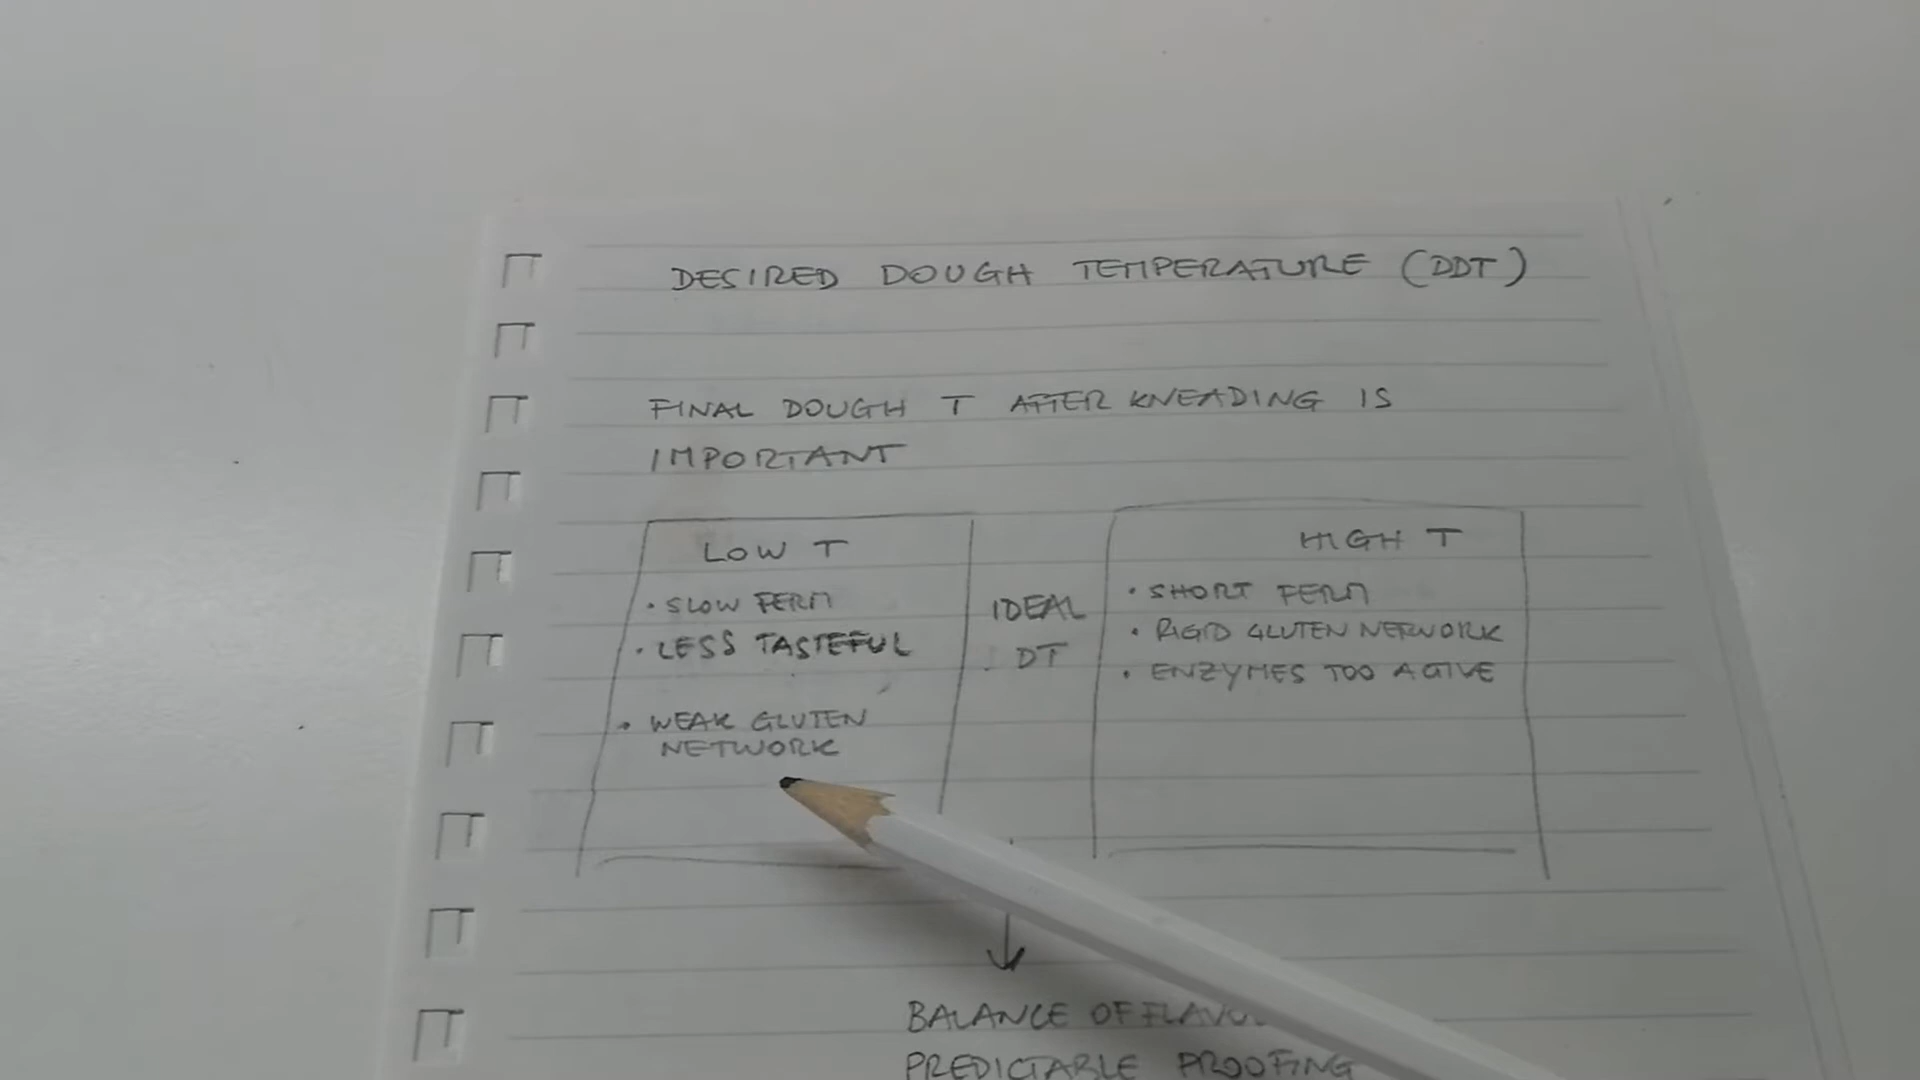 DESIRED DOUGH TEMPERATURE (DDT)
FINAL DOUGH T AFTER KNEADING IS
IMPORTANT
LOW T
• SLOW FERM
• LESS TASTEFUL
• WEAK GLUTEN
NETWORK
IDEAL
DT
HIGH T
• SHORT FERM
• RIGID GLUTEN NETWORK
• ENZYMES TOO ACTIVE
BALANCE OF
PREDICTABLE PROOFING